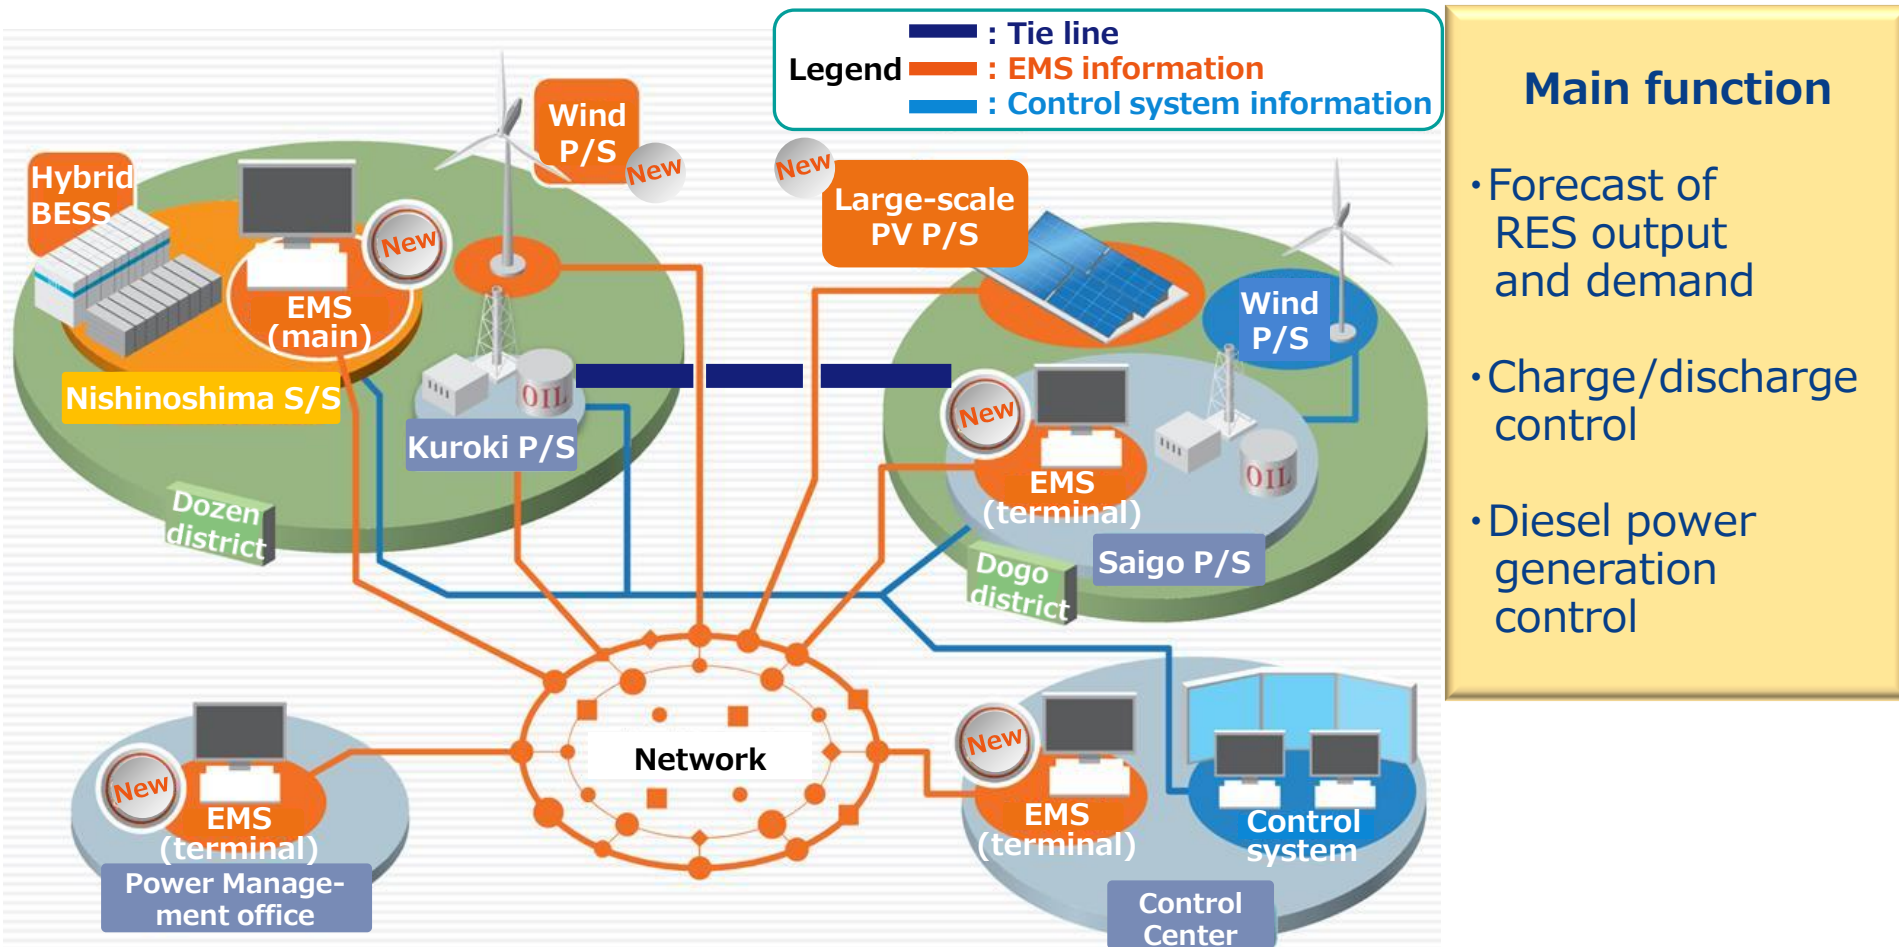 Legend
: Tie line
: EMS information
: Control system information
Wind
P/S
New
Hybrid
BESS
New
EMS
(main)
Nishinoshima S/S
OIL
Kuroki P/S
Dozen
district
New
Large-scale
PV P/S
Wind
P/S
New
EMS
(terminal)
OIL
Saigo P/S
Dogo
district
Network
New
EMS
(terminal)
Power Manage-
ment office
New
EMS
(terminal)
Control
system
Control
Center
Main function
・Forecast of
RES output
and demand
・Charge/discharge
control
・Diesel power
generation
control